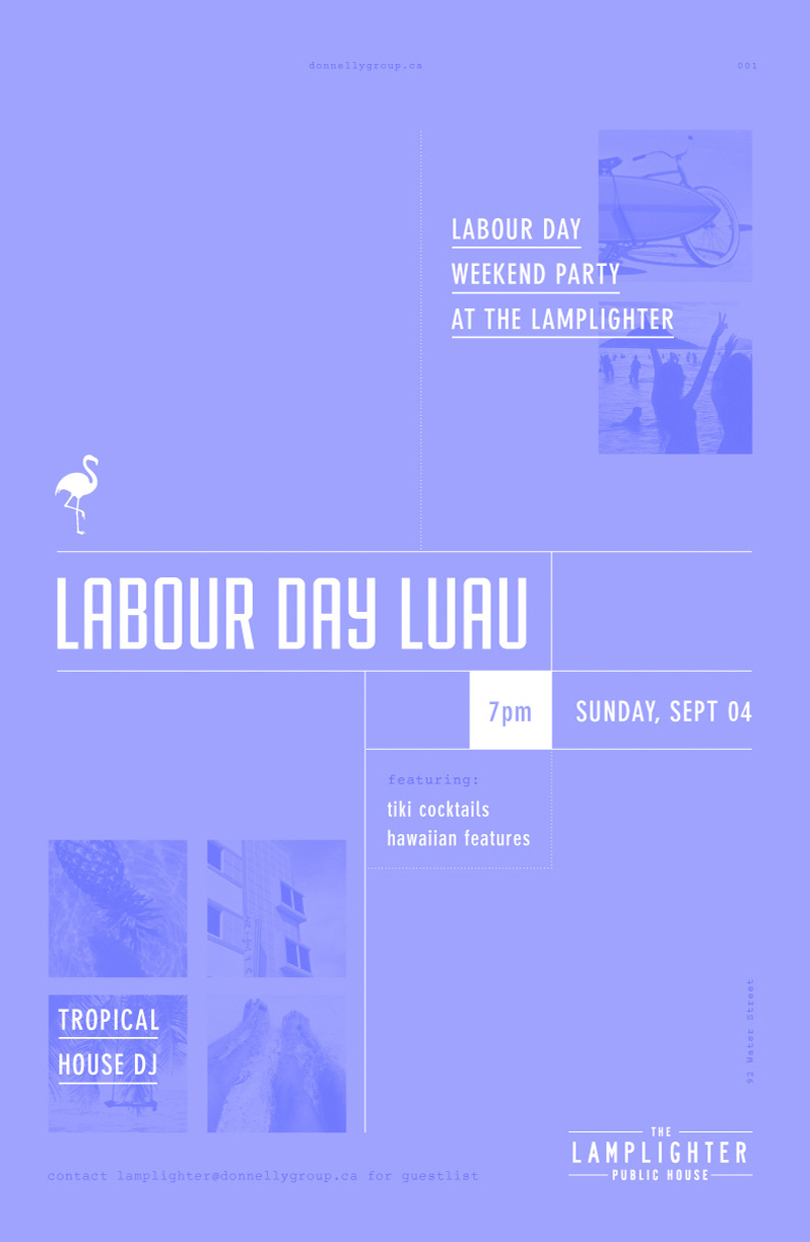 donnellygroup.ca
001
LABOUR DAY
WEEKEND PARTY
AT THE LAMPLIGHTER
LABOUR DAY LUAU
7pm
SUNDAY, SEPT 04
featuring:
tiki cocktails
hawaiian features
TROPICAL
HOUSE DJ
92 Water Street
THE
LAMPLIGHTER
PUBLIC HOUSE
contact lamplighter@donnellygroup.ca for guestlist